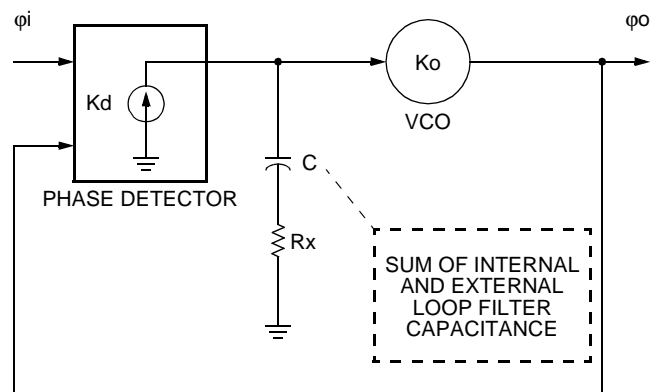 φi
φo
Kd
Ko
VCO
PHASE DETECTOR
C
Rx
SUM OF INTERNAL
AND EXTERNAL
LOOP FILTER
CAPACITANCE